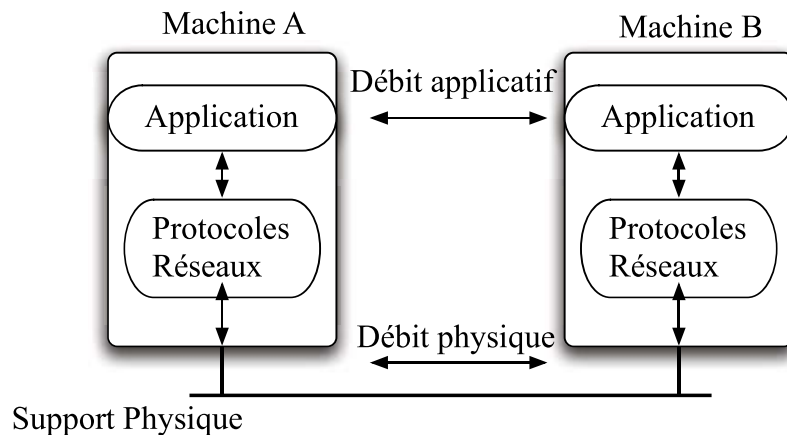 Machine A
Machine B
Débit applicatif
Application
Application
Protocoles
Réseaux
Protocoles
Réseaux
Débit physique
Support Physique